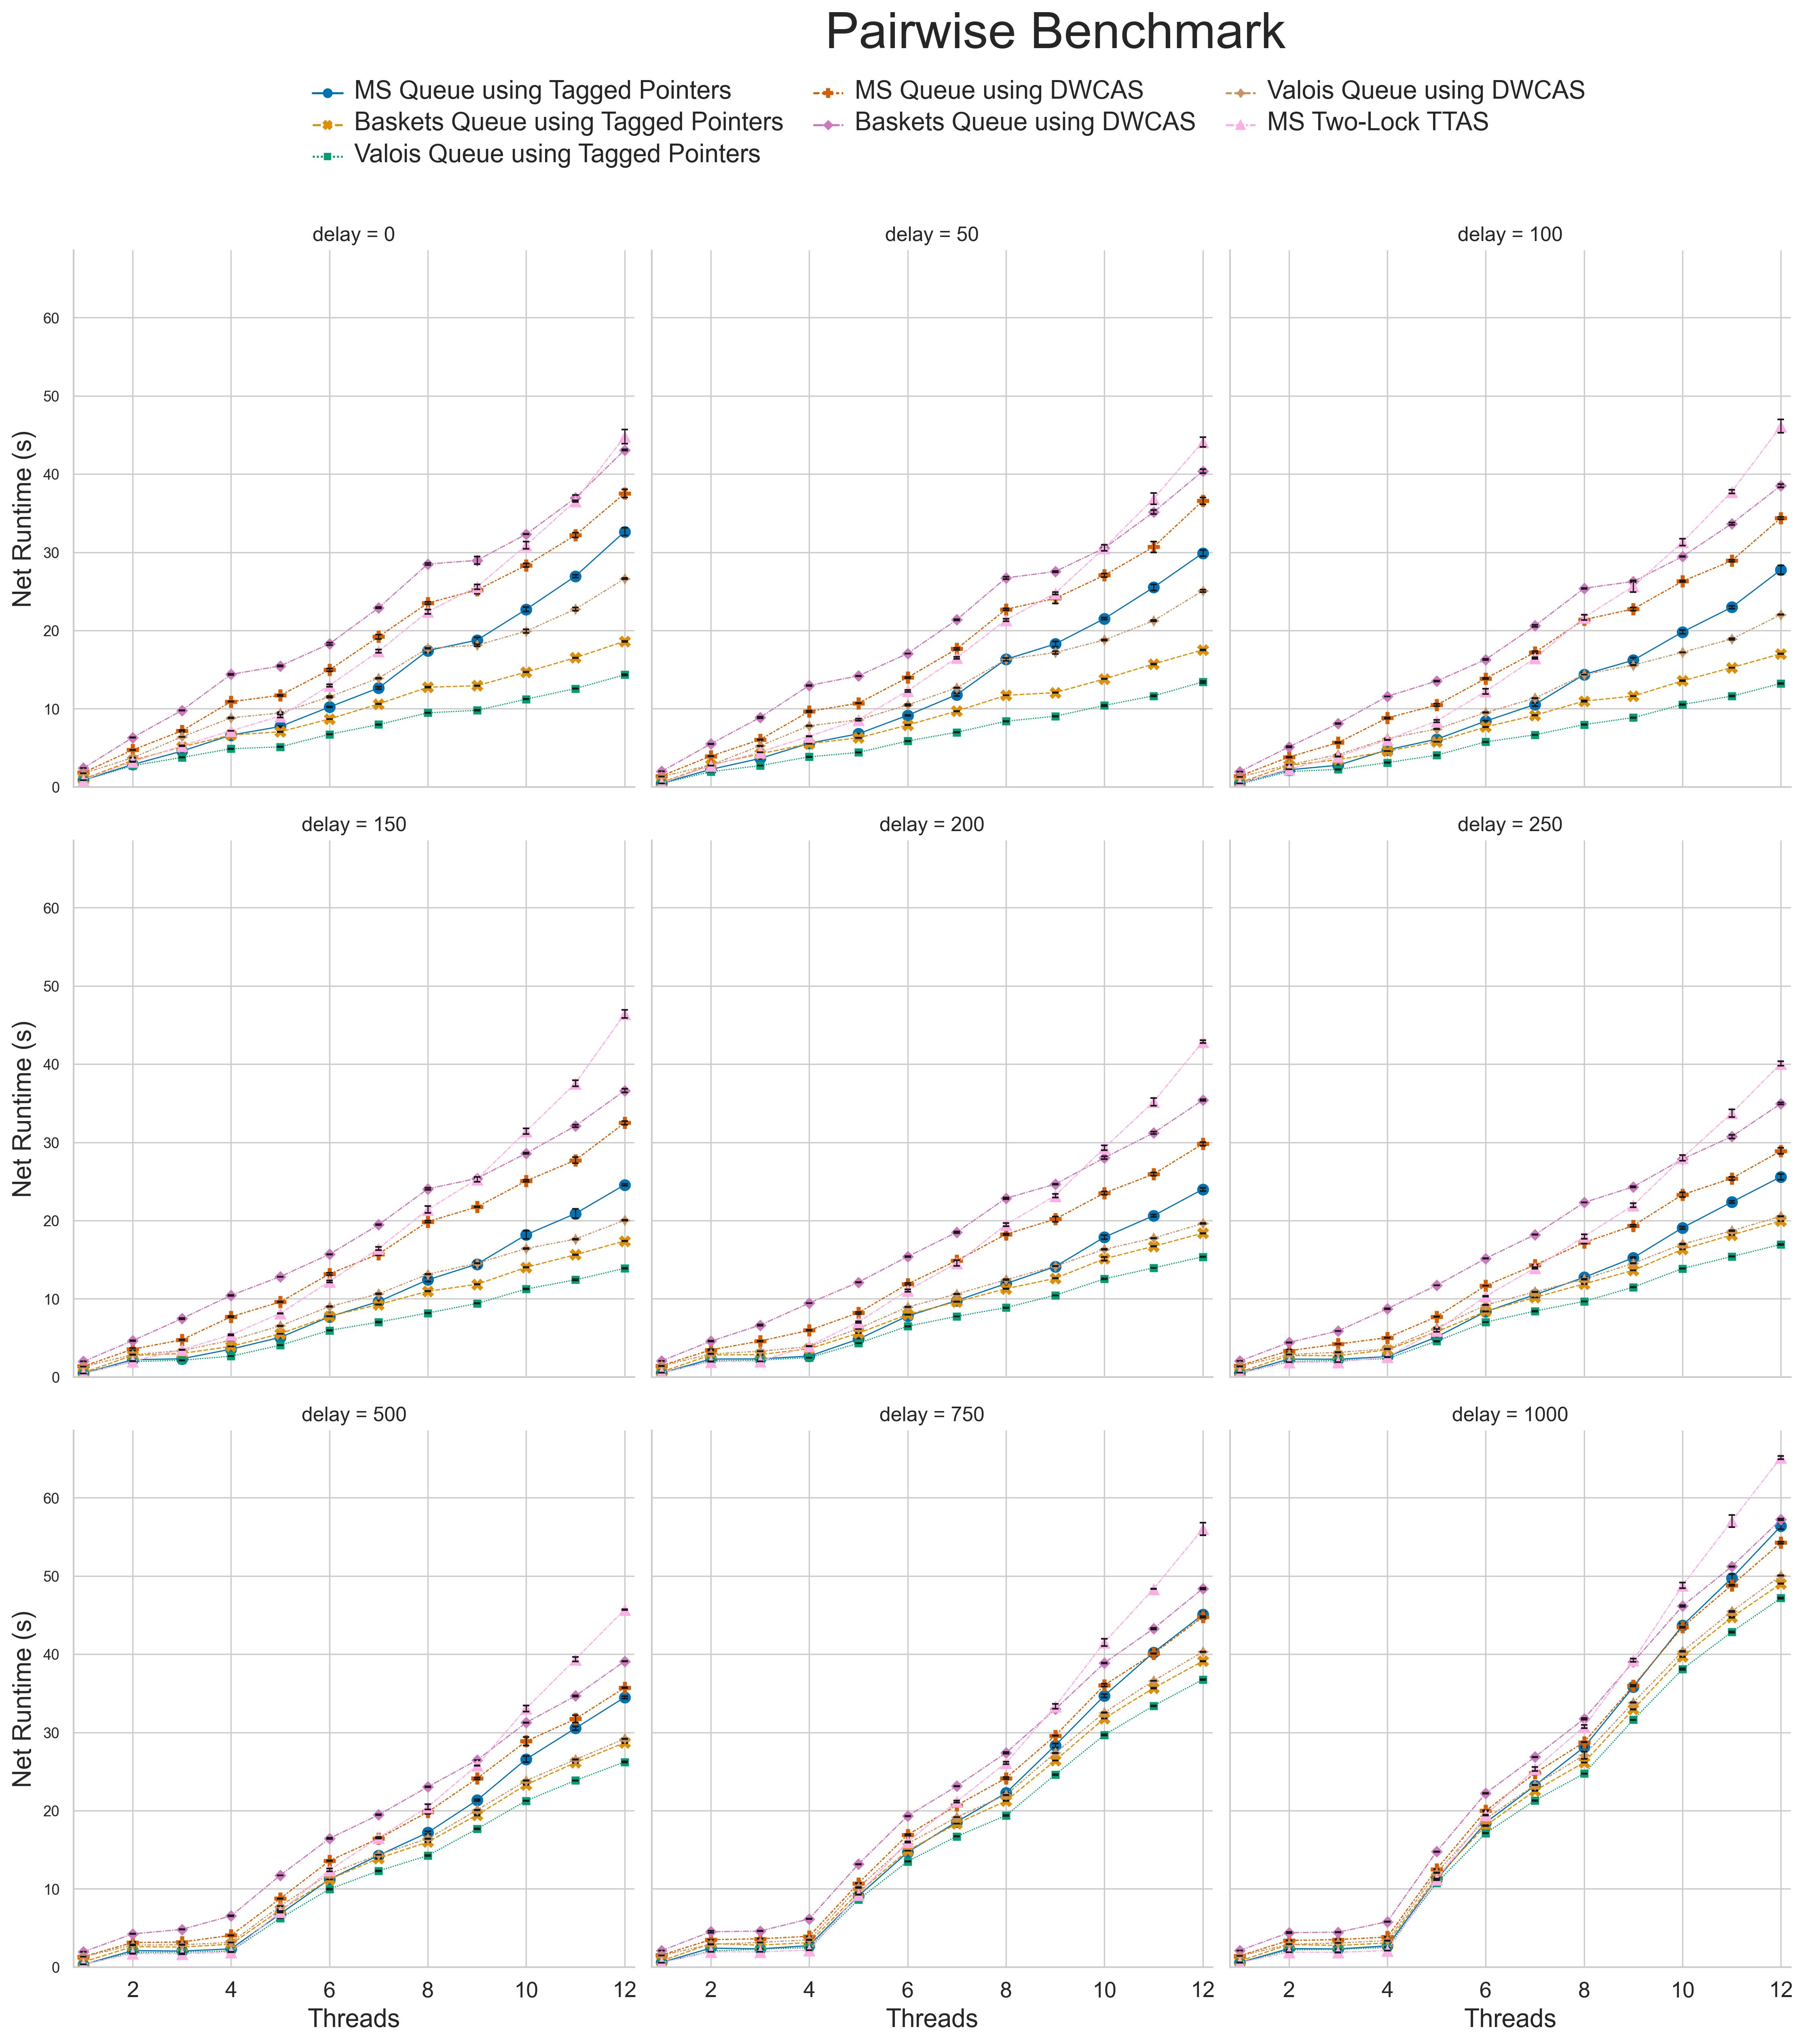 Pairwise Benchmark
MS Queue using Tagged Pointers
MS Queue using DWCAS
Valois Queue using DWCAS
Baskets Queue using Tagged Pointers
Baskets Queue using DWCAS
MS Two-Lock TTAS
Valois Queue using Tagged Pointers
delay = 0
delay = 50
delay = 100
60
50
40
30
20
10
0
Net Runtime (s)
delay = 150
delay = 200
delay = 250
60
50
40
30
20
10
0
Net Runtime (s)
delay = 500
delay = 750
delay = 1000
60
50
40
30
20
10
0
Net Runtime (s)
2 4 6 8 10 12
2 4 6 8 10 12
2 4 6 8 10 12
Threads
Threads
Threads